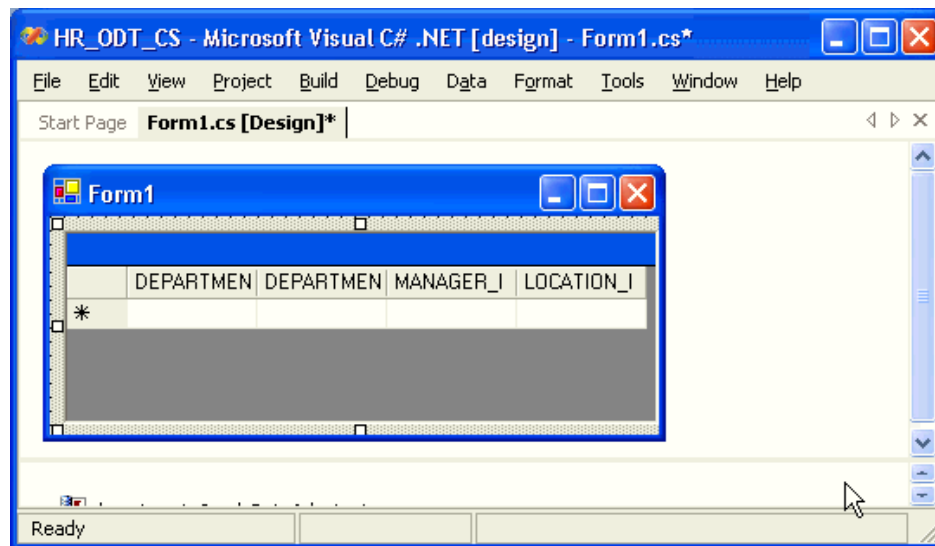 HR_ODT_CS - Microsoft Visual C# .NET [design] - Form1.cs*
File Edit View Project Build Debug Data Format Tools Window Help
Start Page Form1.cs [Design]*
Form1
DEPARTMEN DEPARTMEN MANAGER_I LOCATION_I
*
Ready